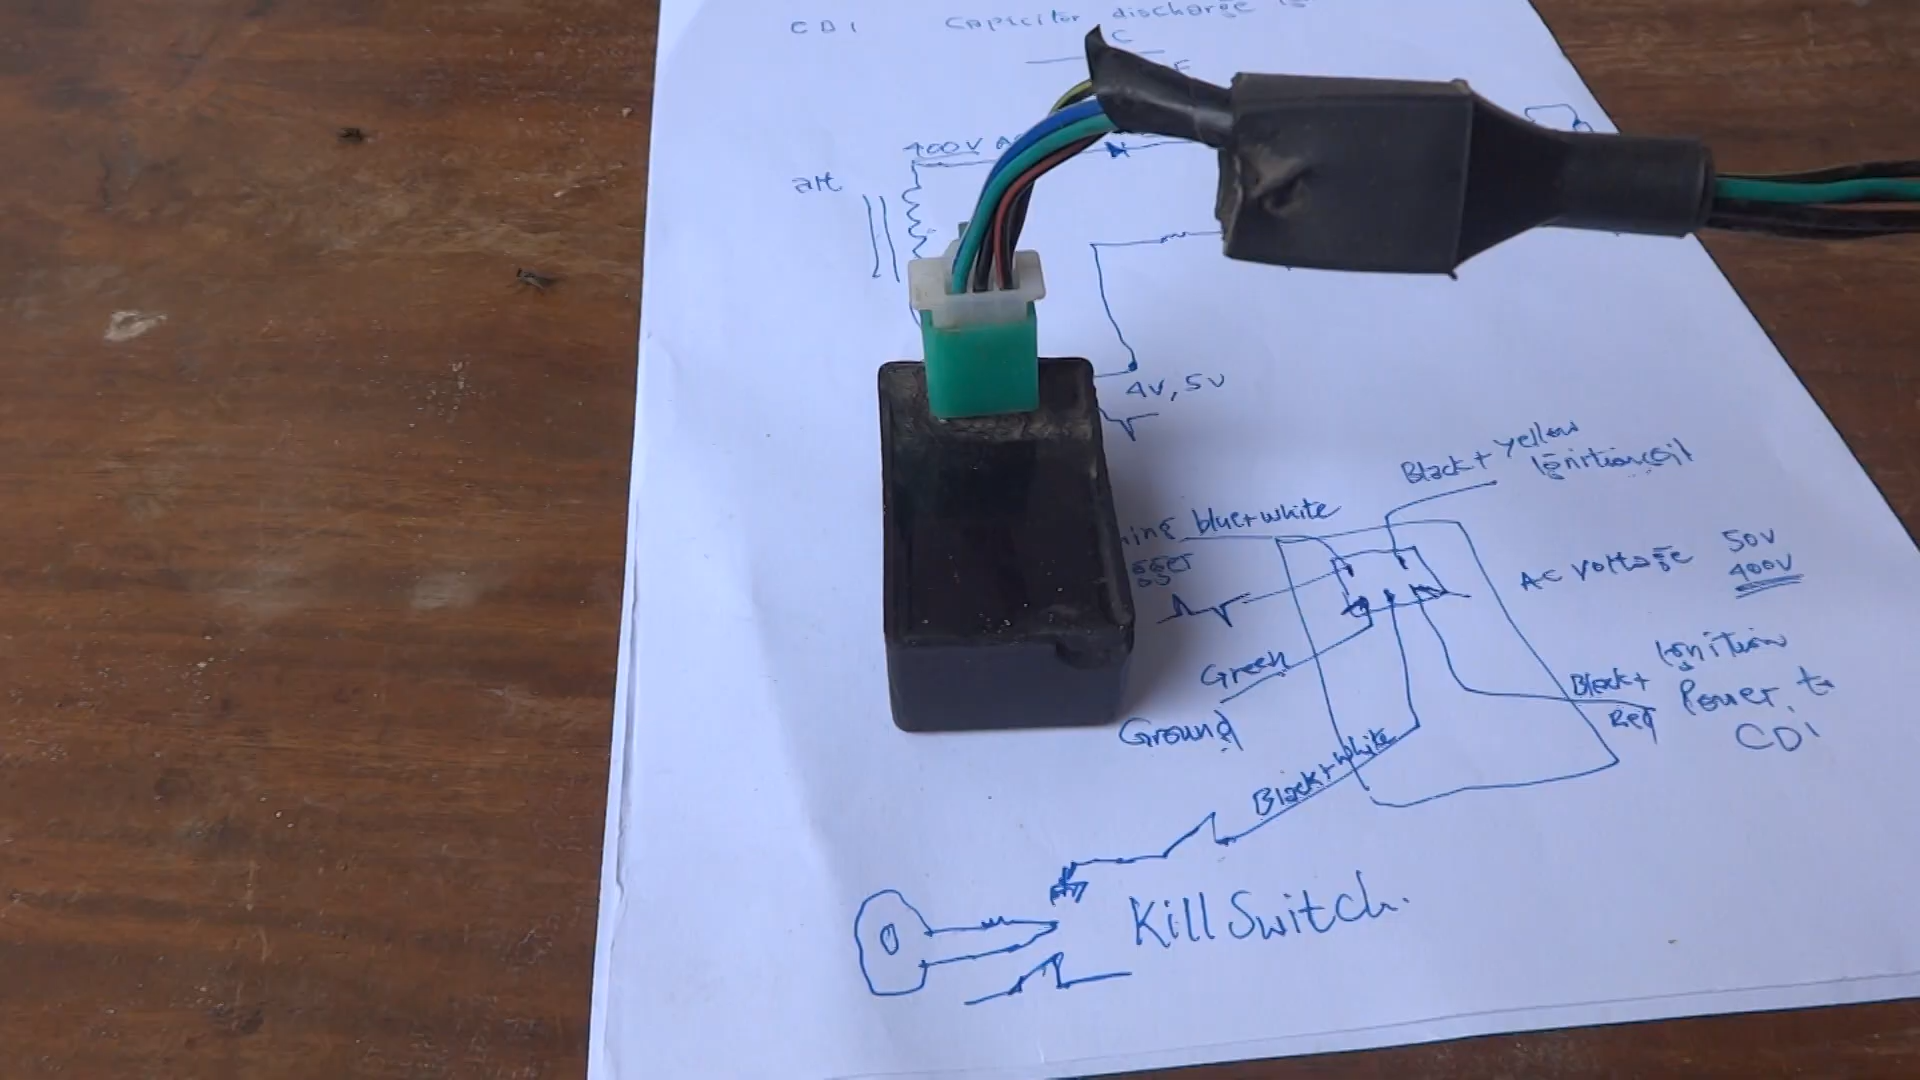 CDI Capicitor discharge
C
400V A
alt
4V, 5V
Black + yellow
Ignition coil
blue+white
AC voltage 50V
400V
Green
Ground
Black+
Red
Ignition
Power to
CDI
Black+white
Kill Switch.